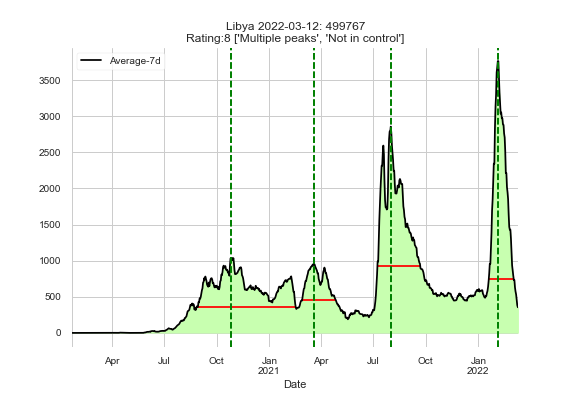 Libya 2022-03-12: 499767
Rating:8 ['Multiple peaks', 'Not in control']
Average-7d
3500
3000
2500
2000
1500
1000
500
0
Apr Jul Oct Jan Apr Jul Oct Jan
2021 2022
Date